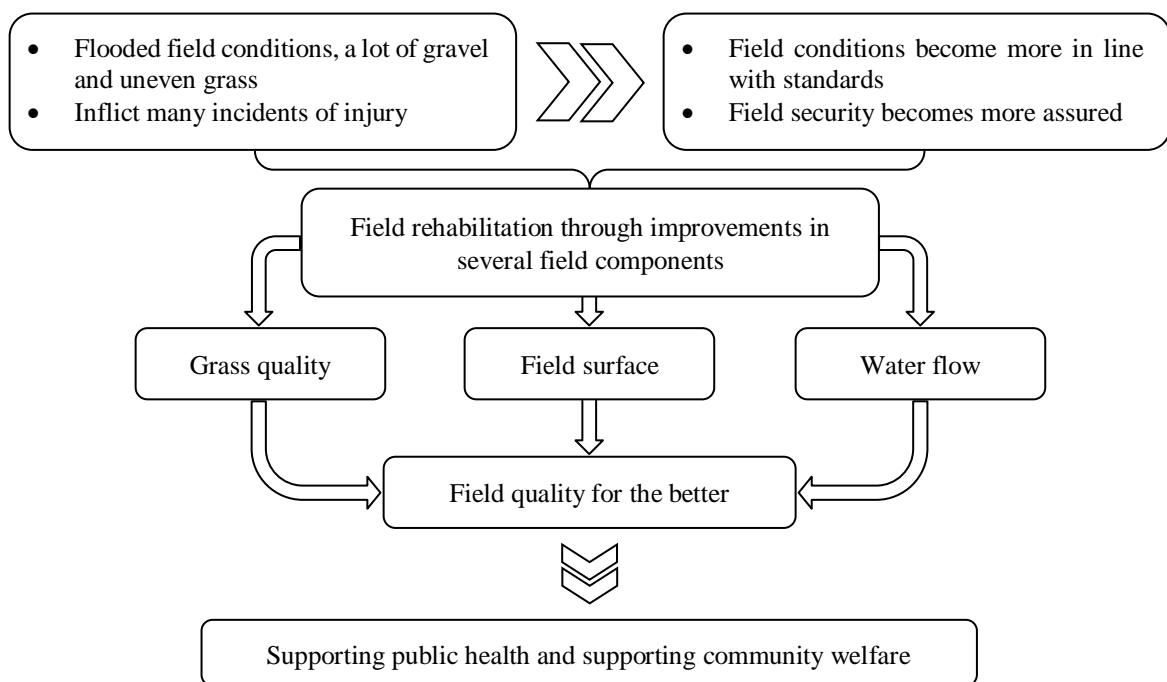 • Flooded field conditions, a lot of gravel
and uneven grass
• Inflict many incidents of injury
• Field conditions become more in line
with standards
• Field security becomes more assured
Field rehabilitation through improvements in
several field components
Grass quality
Field surface
Water flow
Field quality for the better
Supporting public health and supporting community welfare